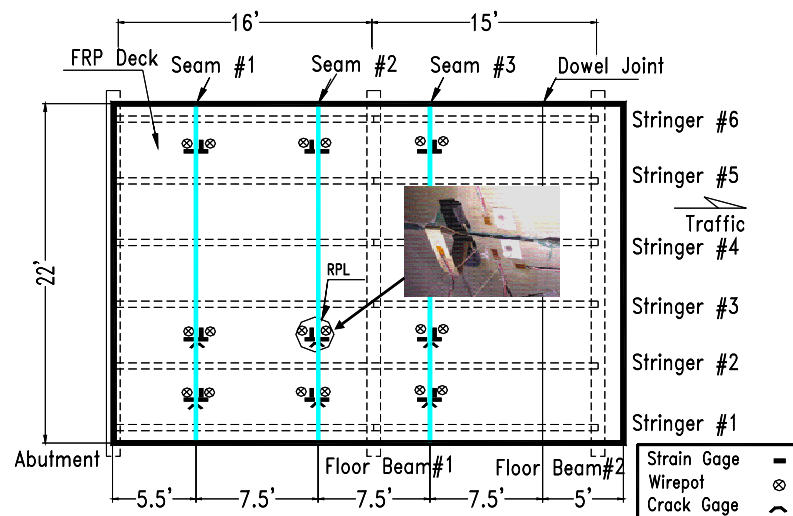 16' 15'
FRP Deck Seam #1 Seam #2 Seam #3 Dowel Joint
Stringer #6
Stringer #5
Traffic
Stringer #4
22'
RPL
Stringer #3
Stringer #2
Stringer #1
Abutment Floor Beam#1 Floor Beam#2
5.5' 7.5' 7.5' 7.5' 5'
Strain Gage
Wirepot
Crack Gage